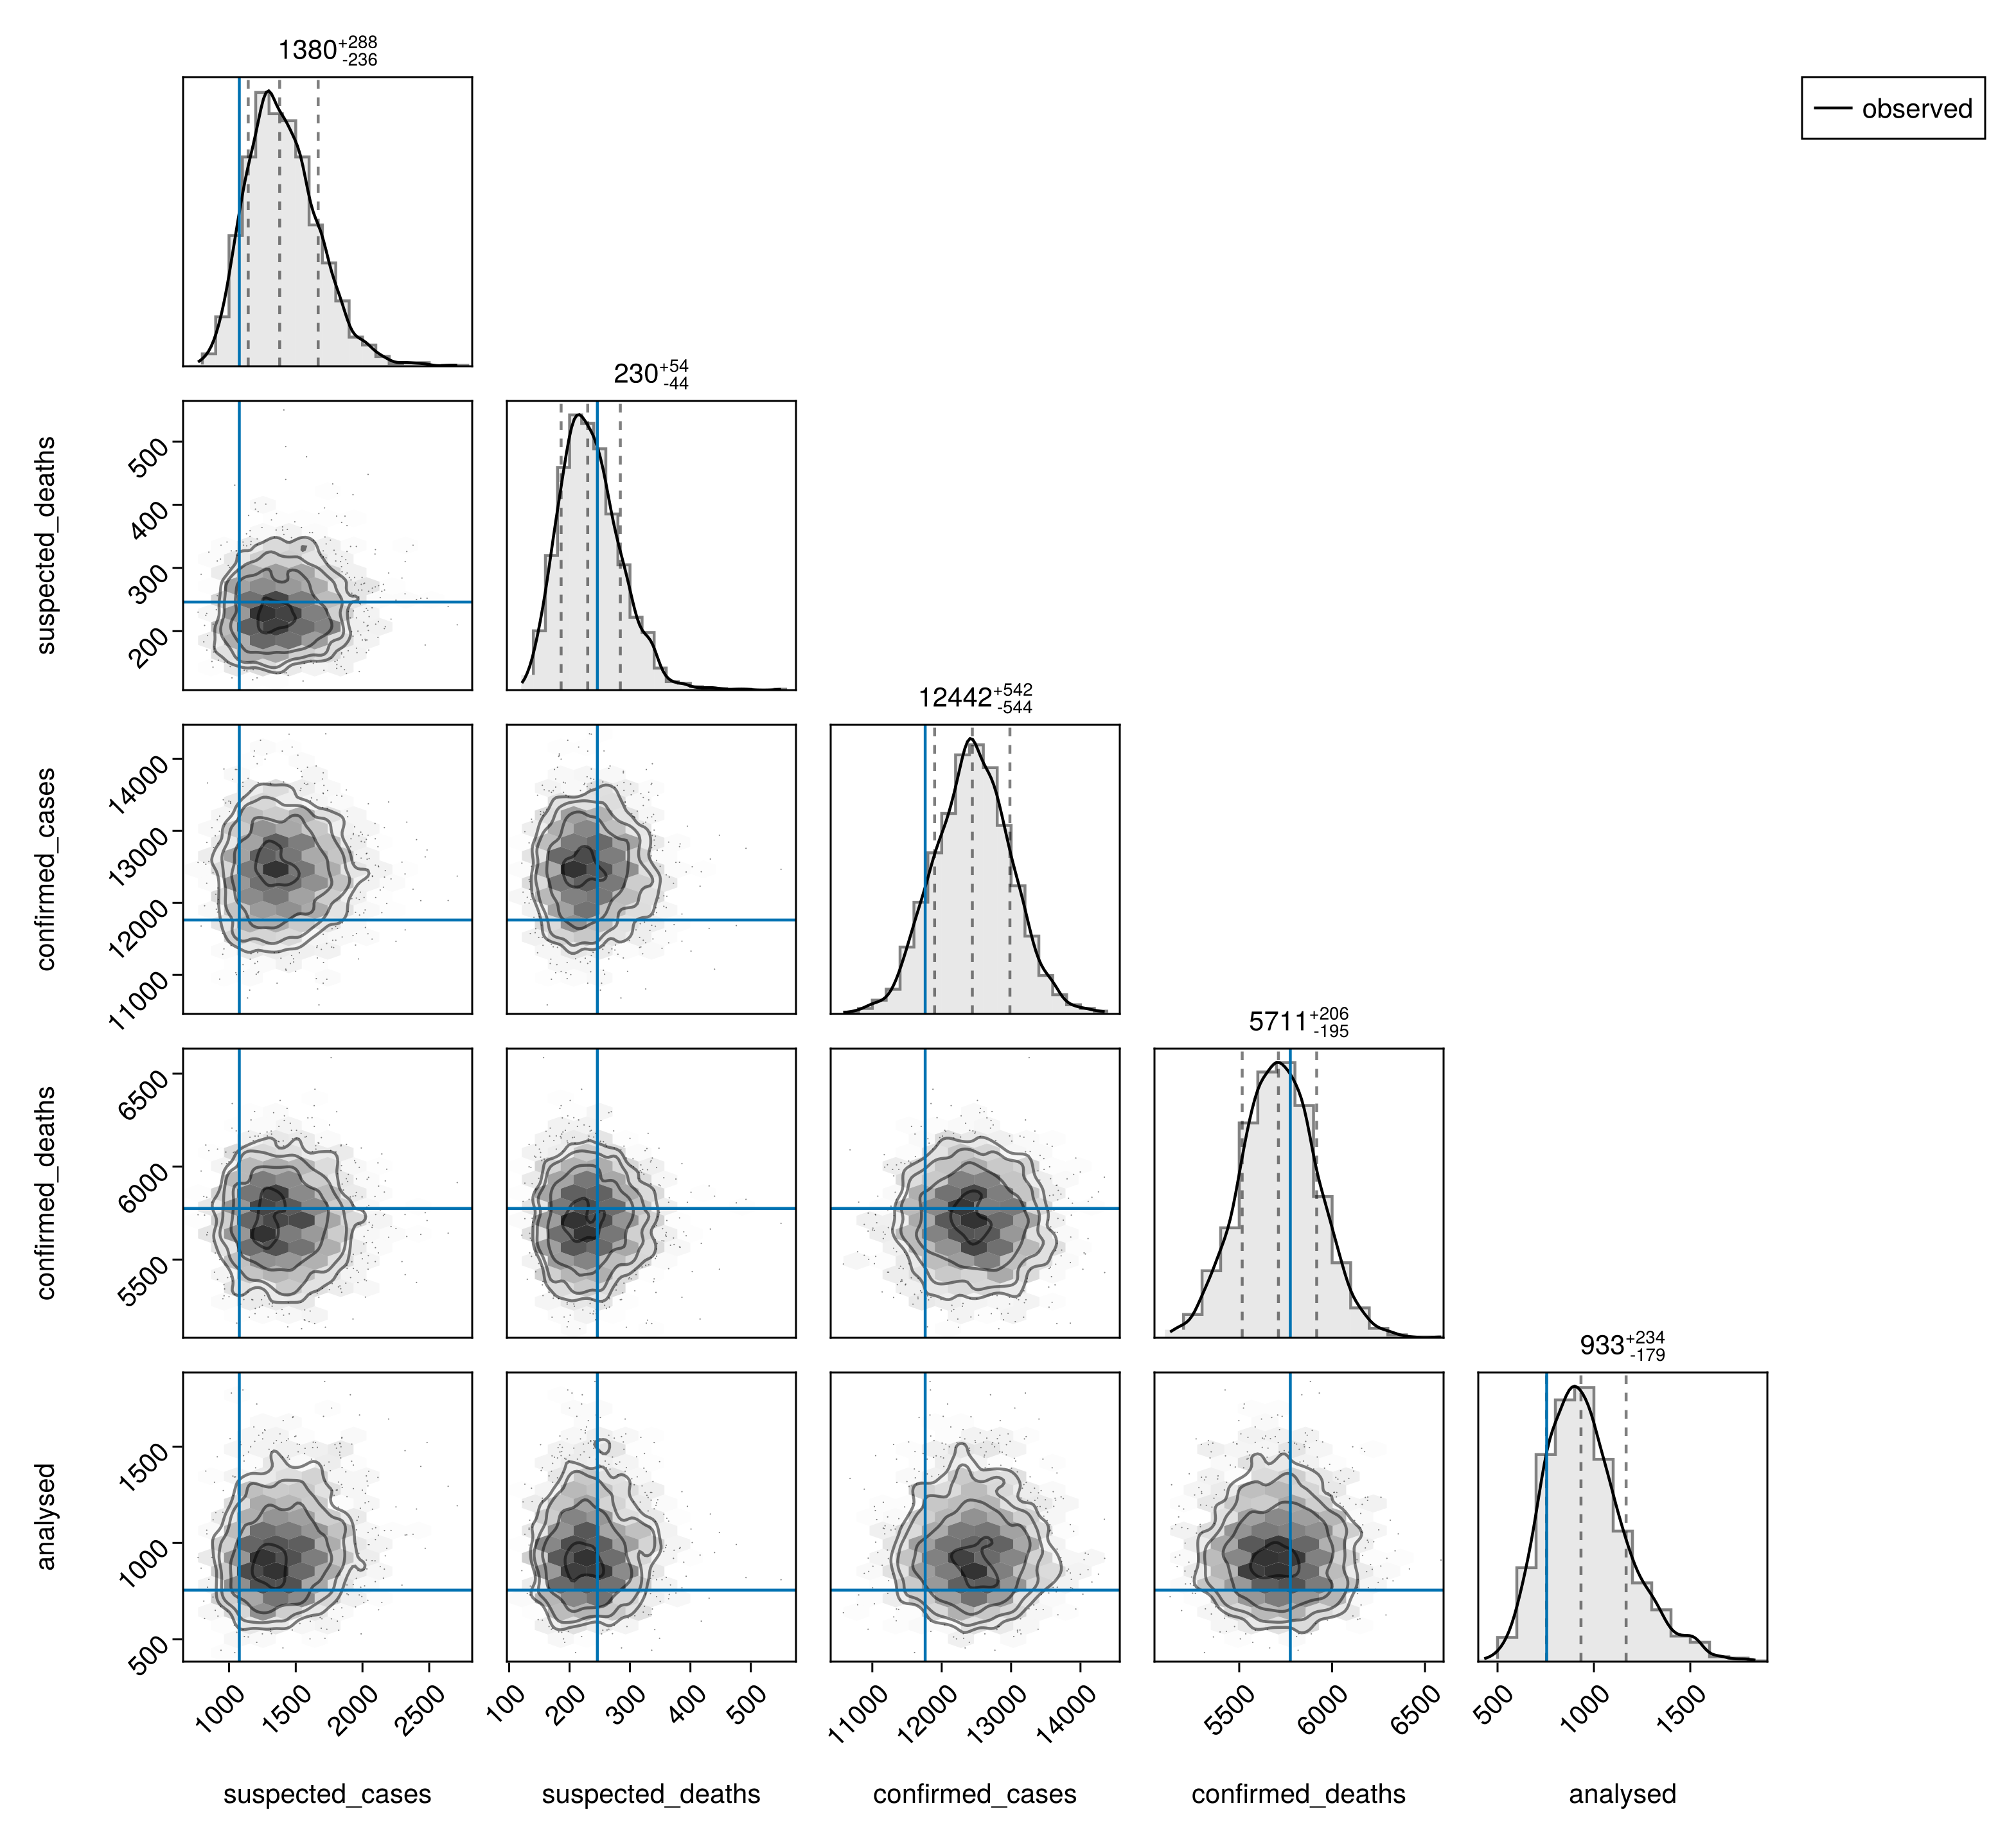 1380+288-236
observed
230+54-44
suspected_deaths
500
400
300
200
12442+542-544
confirmed_cases
14000
13000
12000
11000
5711+206-195
confirmed_deaths
6500
6000
5500
933+234-179
analysed
1500
1000
500
1000 1500 2000 2500 100 200 300 400 500 11000 12000 13000 14000 5500 6000 6500 500 1000 1500
suspected_cases suspected_deaths confirmed_cases confirmed_deaths analysed